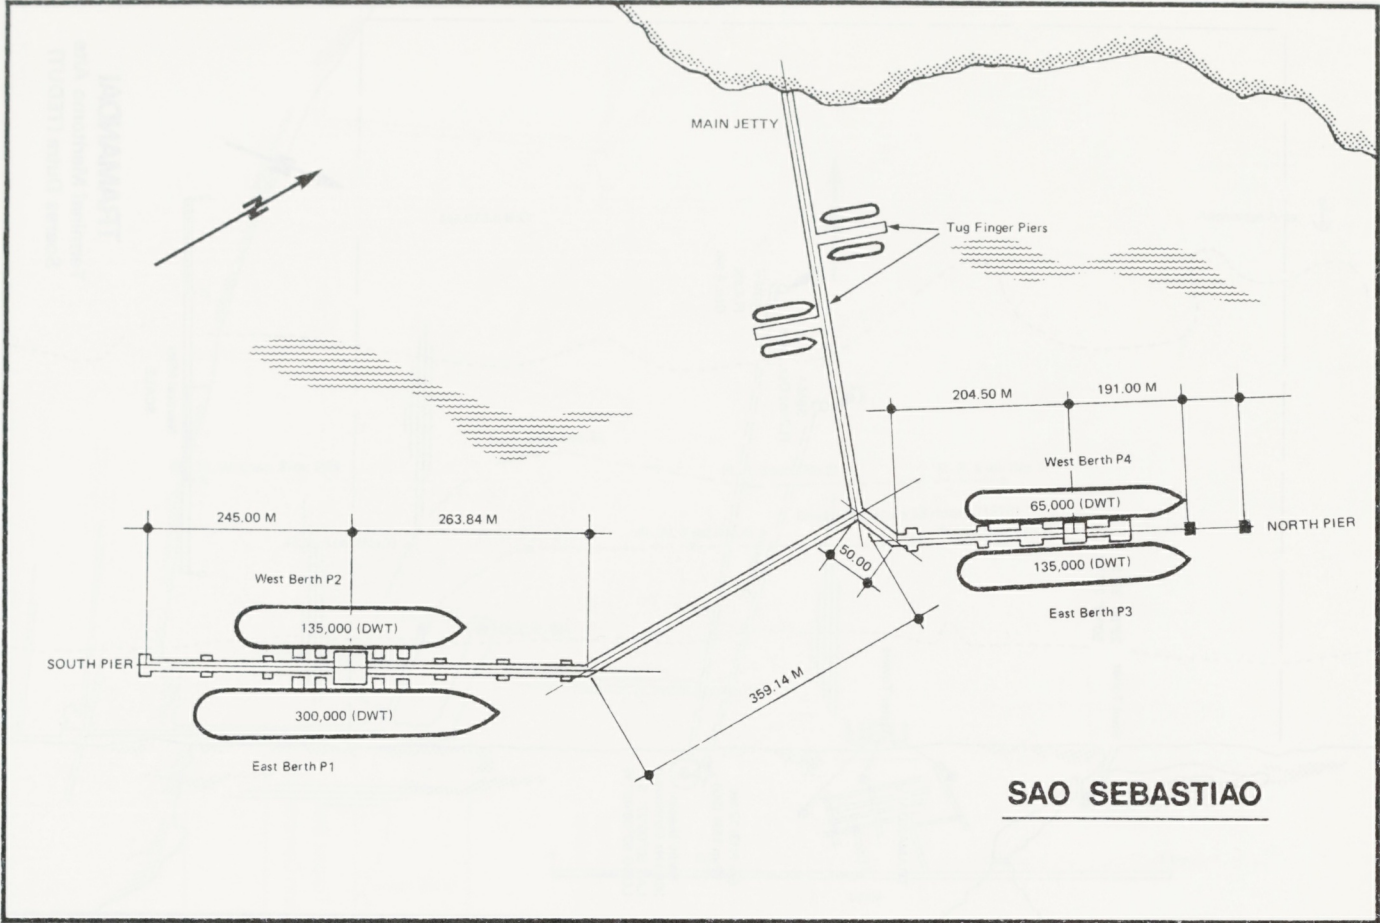 MAIN JETTY
N
Tug Finger Piers
204.50 M
191.00 M
West Berth P4
65,000 (DWT)
NORTH PIER
135,000 (DWT)
East Berth P3
50.00
245.00 M
263.84 M
West Berth P2
135,000 (DWT)
SOUTH PIER
300,000 (DWT)
East Berth P1
359.14 M
SAO SEBASTIAO